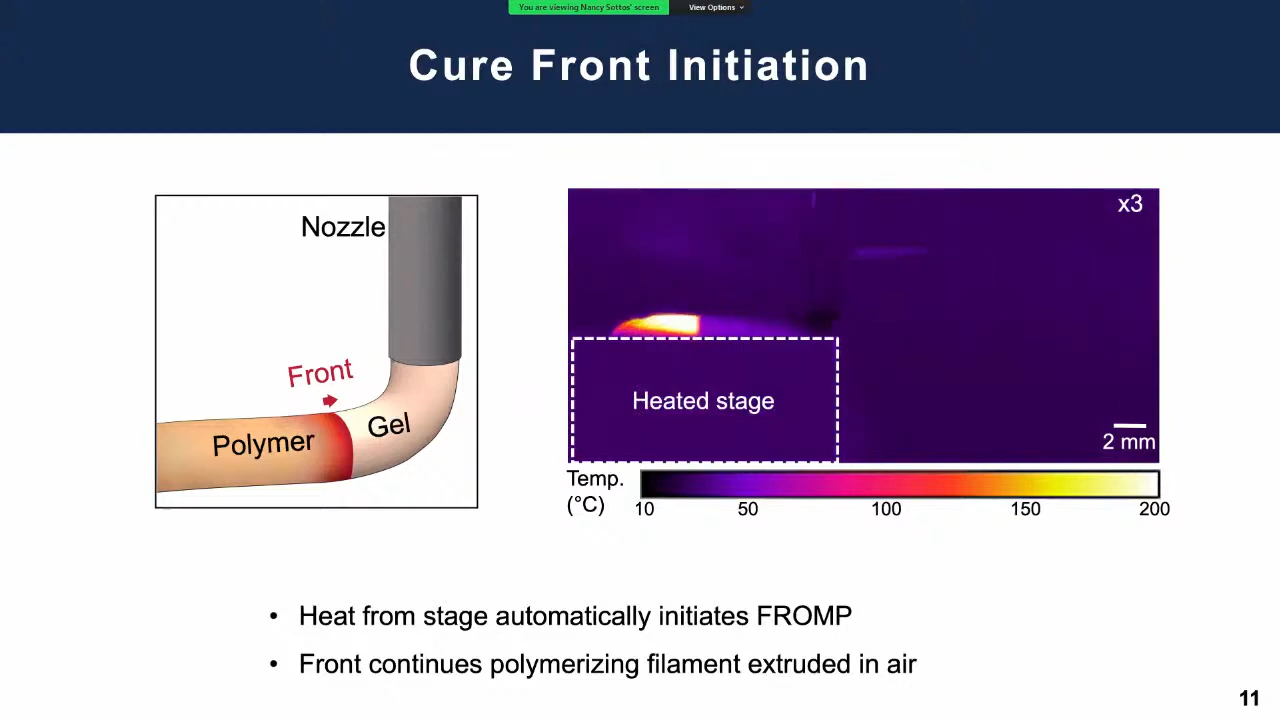 You are viewing Nancy Sottos' screen
View Options
Cure Front Initiation
Nozzle
Front
Gel
Polymer
x3
Heated stage
2 mm
Temp.
(°C)
10 50 100 150 200
• Heat from stage automatically initiates FROMP
• Front continues polymerizing filament extruded in air
11